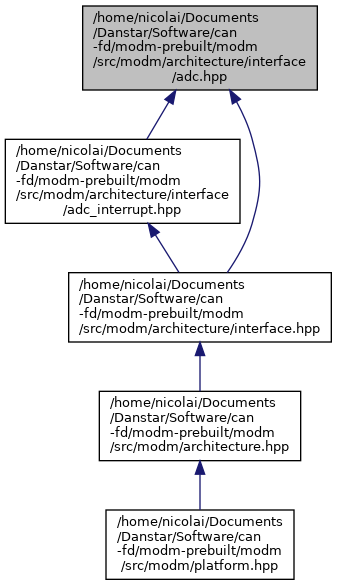 /home/nicolai/Documents
/Danstar/Software/can
-fd/modm-prebuilt/modm
/src/modm/architecture/interface
/adc.hpp
/home/nicolai/Documents
/Danstar/Software/can
-fd/modm-prebuilt/modm
/src/modm/architecture/interface
/adc_interrupt.hpp
/home/nicolai/Documents
/Danstar/Software/can
-fd/modm-prebuilt/modm
/src/modm/architecture/interface.hpp
/home/nicolai/Documents
/Danstar/Software/can
-fd/modm-prebuilt/modm
/src/modm/architecture.hpp
/home/nicolai/Documents
/Danstar/Software/can
-fd/modm-prebuilt/modm
/src/modm/platform.hpp